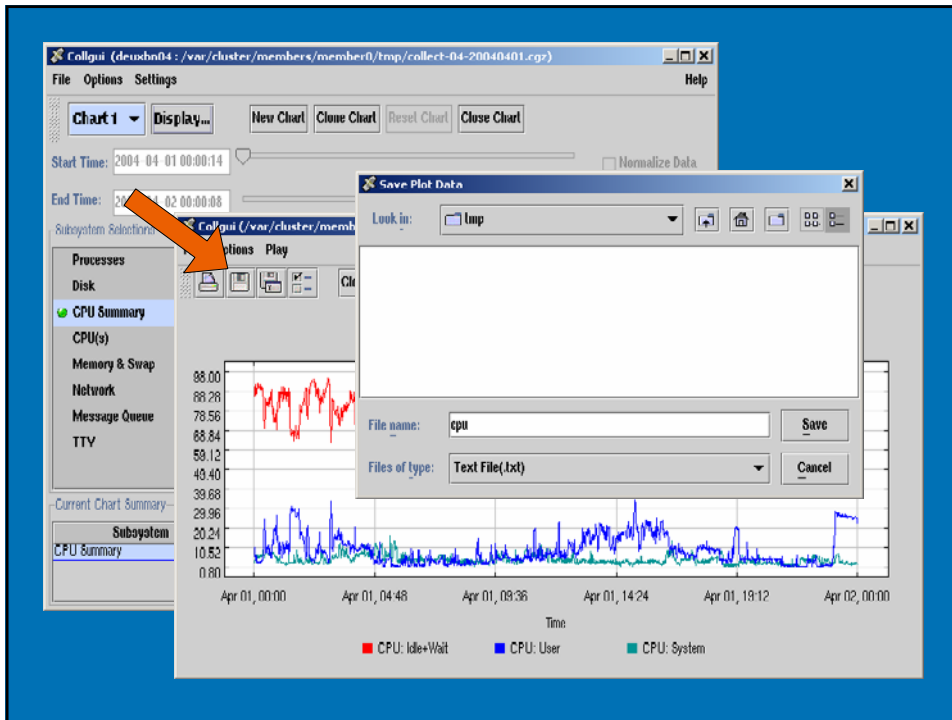 Collgui (deuxbn04 : /var/cluster/members/member0/tmp/collect-04-20040401.cgz)
File Options Settings Help
Chart 1 Display... New Chart Clone Chart Reset Chart Close Chart
Start Time: 2004-04-01 00:00:14
Normalize Data
End Time: 02 00:00:08
Subsystem Selections
Processes
Disk
CPU Summary
CPU(s)
Memory & Swap
Network
Message Queue
TTY
Current Chart Summary
Subsystem
CPU Summary
Save Plot Data
Look in: tmp
File name: cpu
Save
Files of type: Text File(.txt)
Cancel
Collgui (/var/cluster/memb
Play
98.00
88.28
78.56
68.84
59.12
49.40
39.68
29.96
20.24
10.52
0.80
Apr 01, 00:00 Apr 01, 04:48 Apr 01, 09:36 Apr 01, 14:24 Apr 01, 19:12 Apr 02, 00:00
Time
CPU: Idle+Wait CPU: User CPU: System